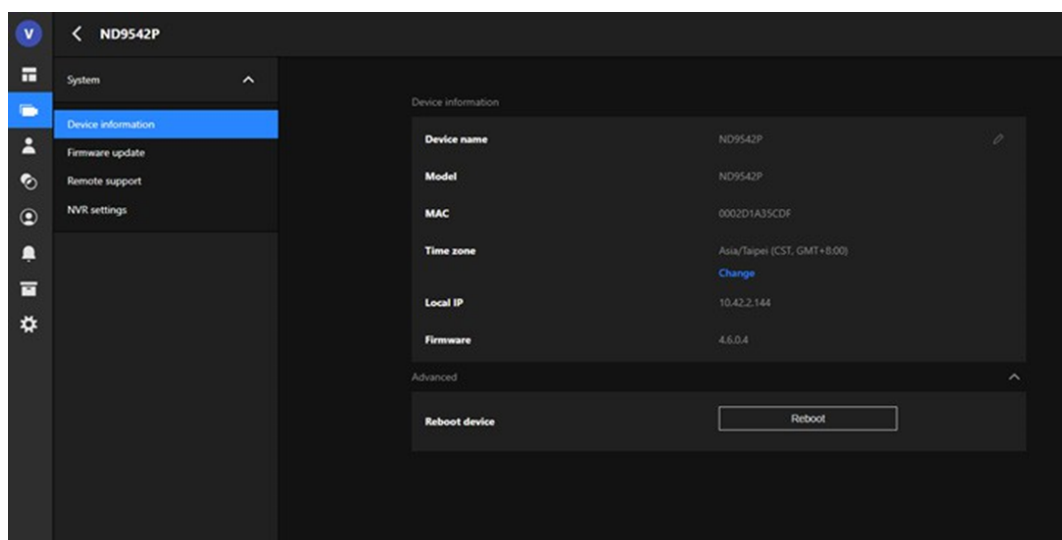 V
ND9542P
System
Device information
Firmware update
Remote support
NVR settings
Device information
Device name ND9542P
Model ND9542P
MAC 0002D1A35CDF
Time zone Asia/Taipei (CST, GMT+8:00)
Change
Local IP 10.42.2.144
Firmware 4.6.0.4
Advanced
Reboot device Reboot